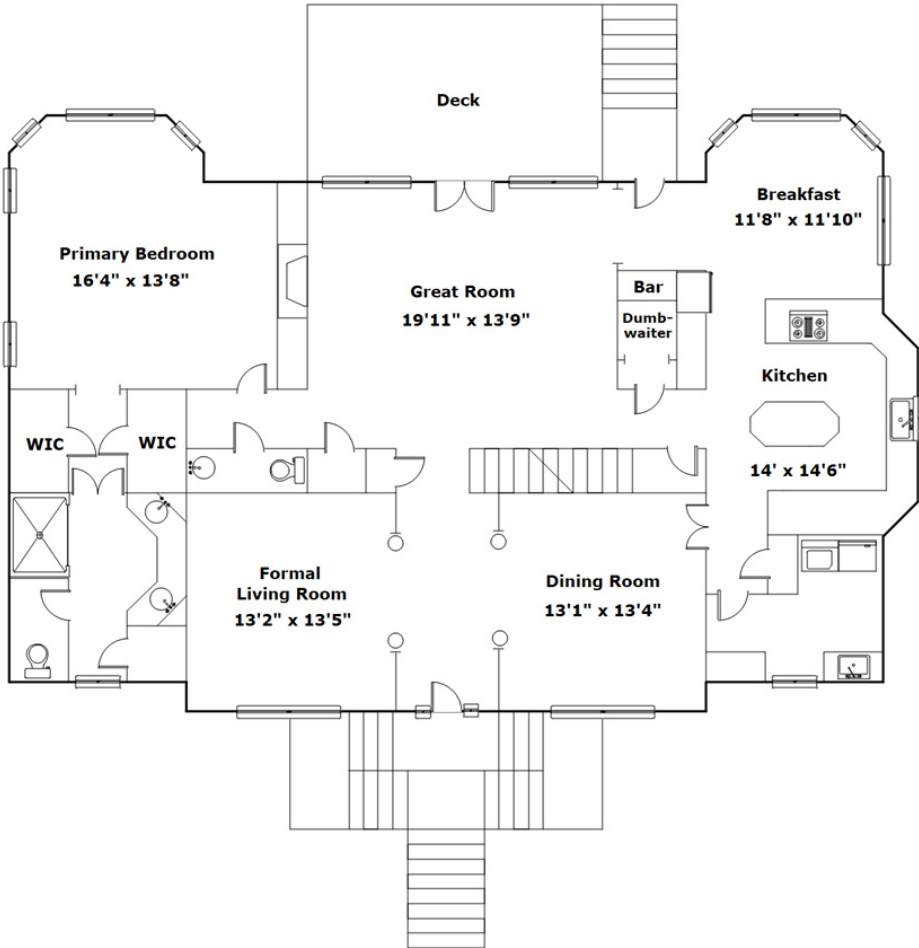 Deck
Breakfast
11'8" x 11'10"
Primary Bedroom
16'4" x 13'8"
Great Room
19'11" x 13'9"
Bar
Dumb-
waiter
Kitchen
14' x 14'6"
WIC
WIC
Formal
Living Room
13'2" x 13'5"
Dining Room
13'1" x 13'4"